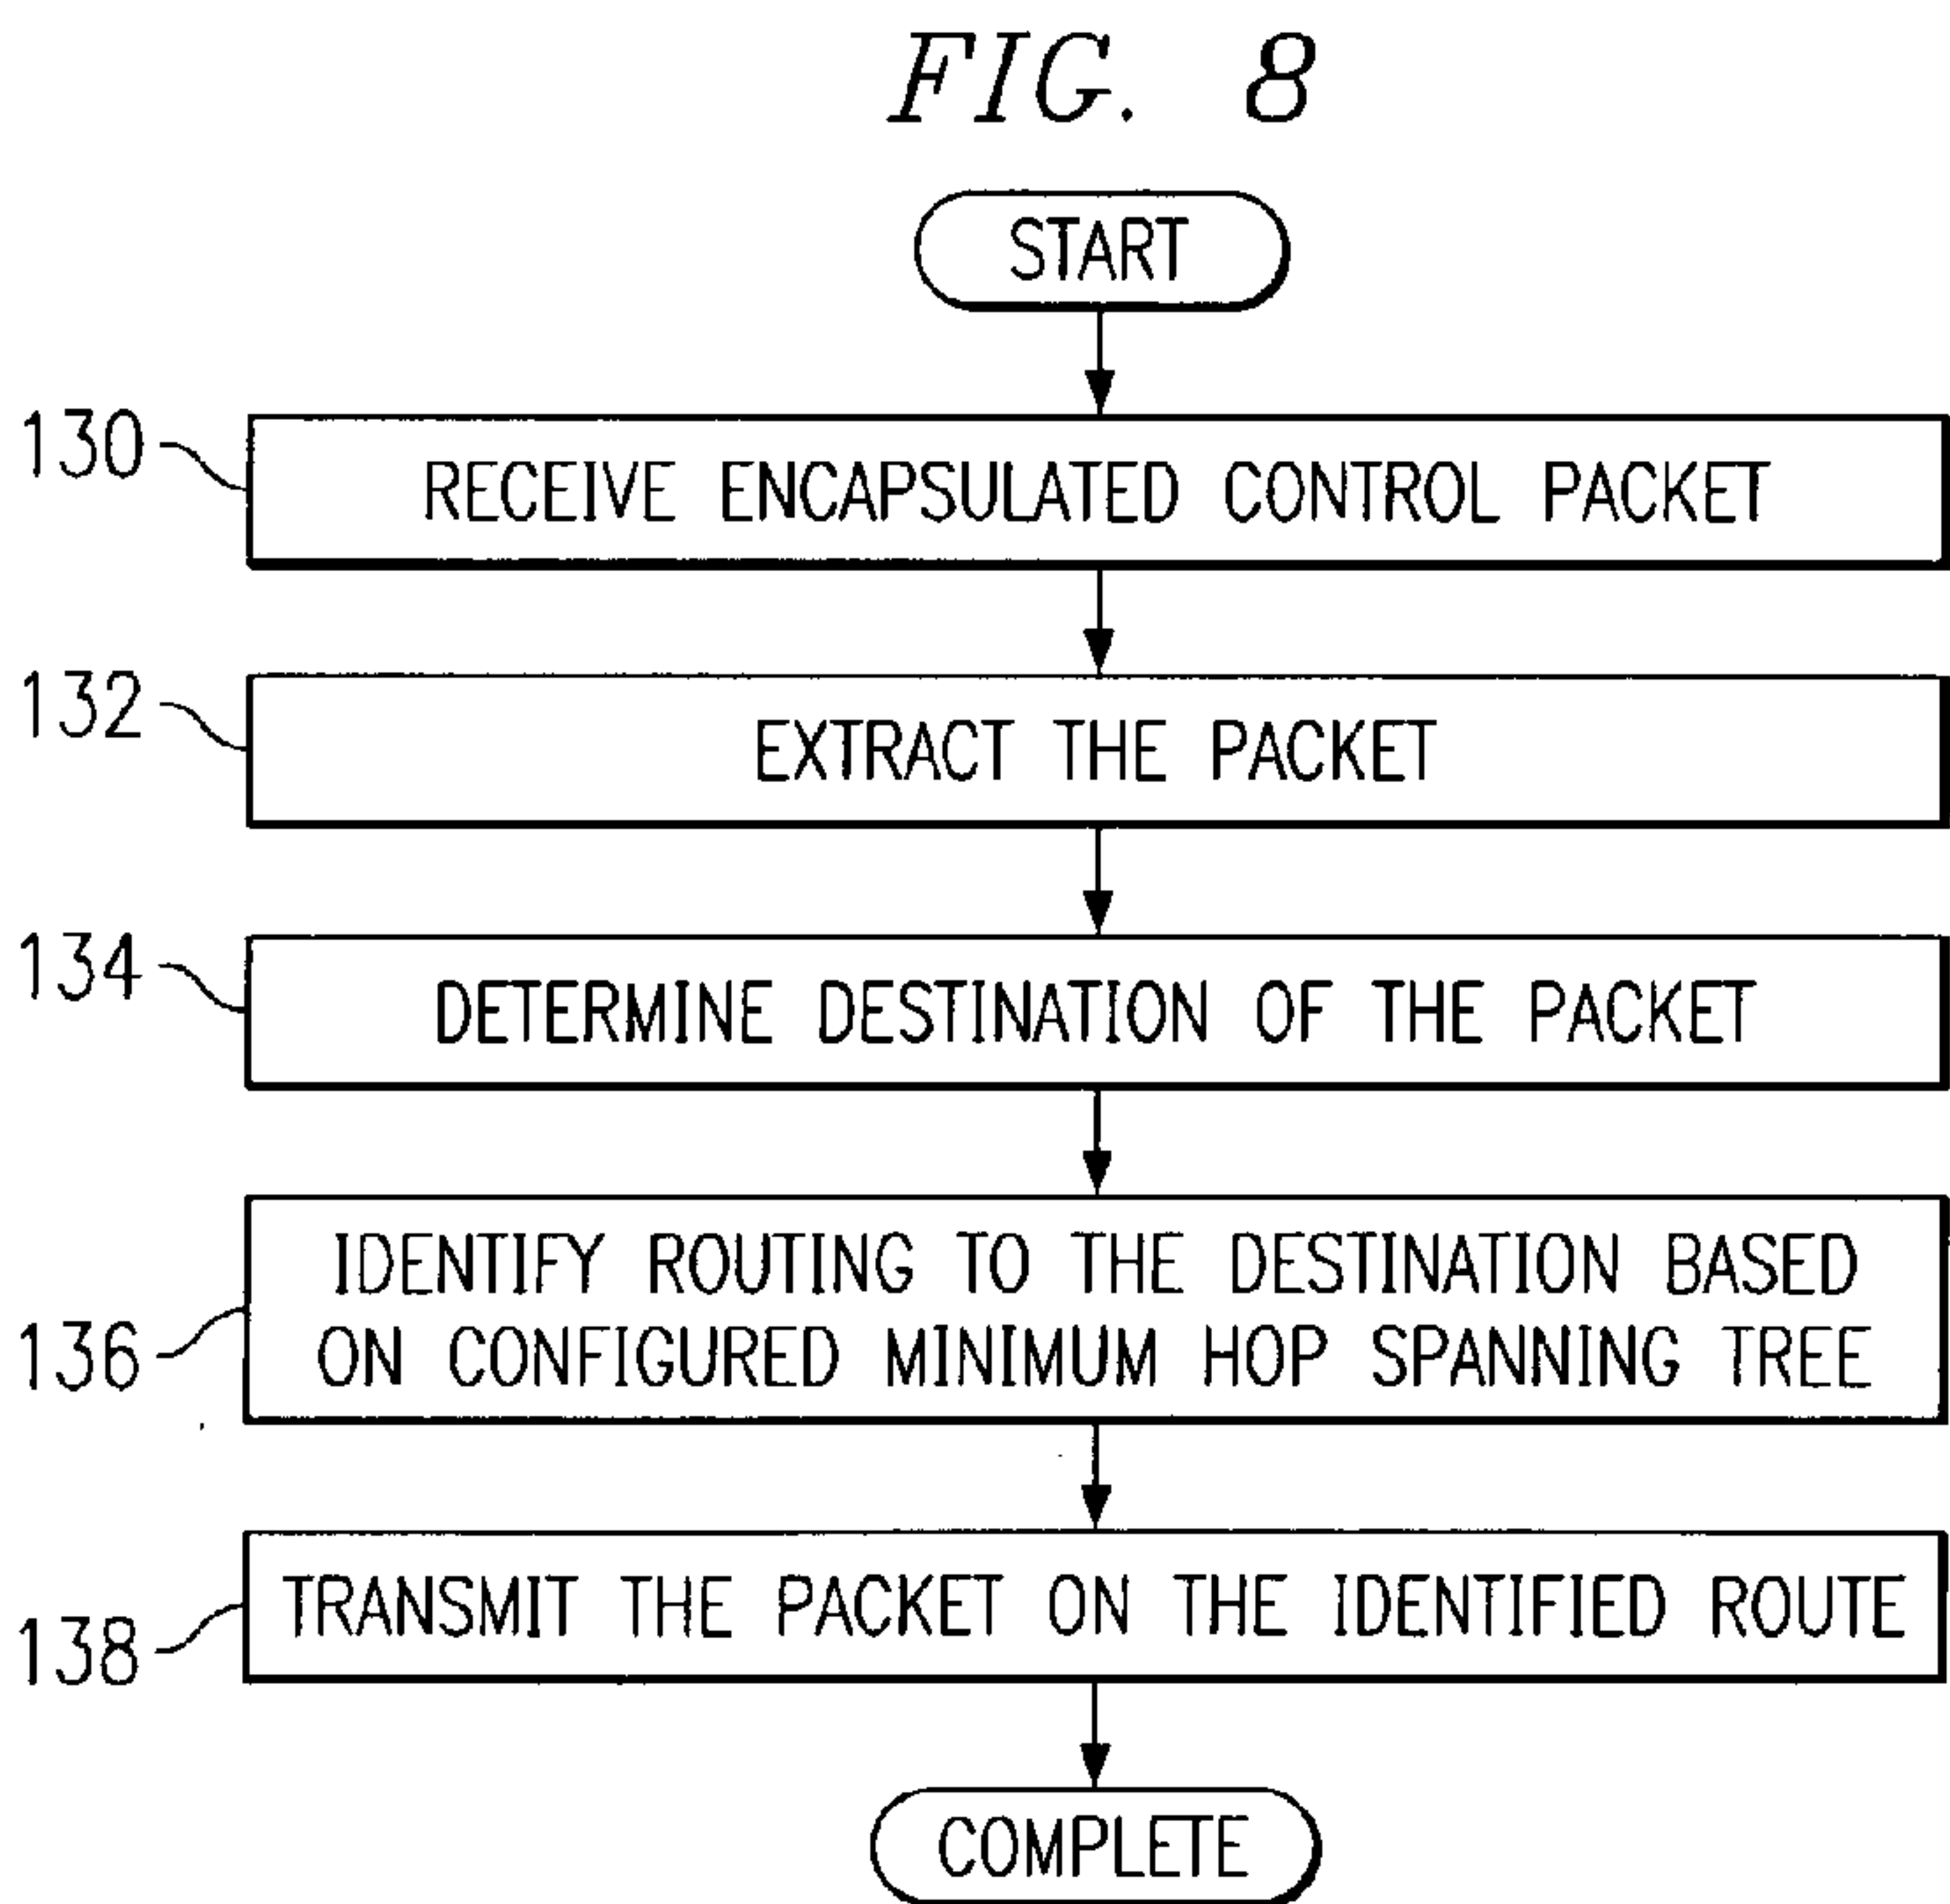 FIG. 8
START
130
RECEIVE ENCAPSULATED CONTROL PACKET
132
EXTRACT THE PACKET
134
DETERMINE DESTINATION OF THE PACKET
136
IDENTIFY ROUTING TO THE DESTINATION BASED
ON CONFIGURED MINIMUM HOP SPANNING TREE
138
TRANSMIT THE PACKET ON THE IDENTIFIED ROUTE
COMPLETE